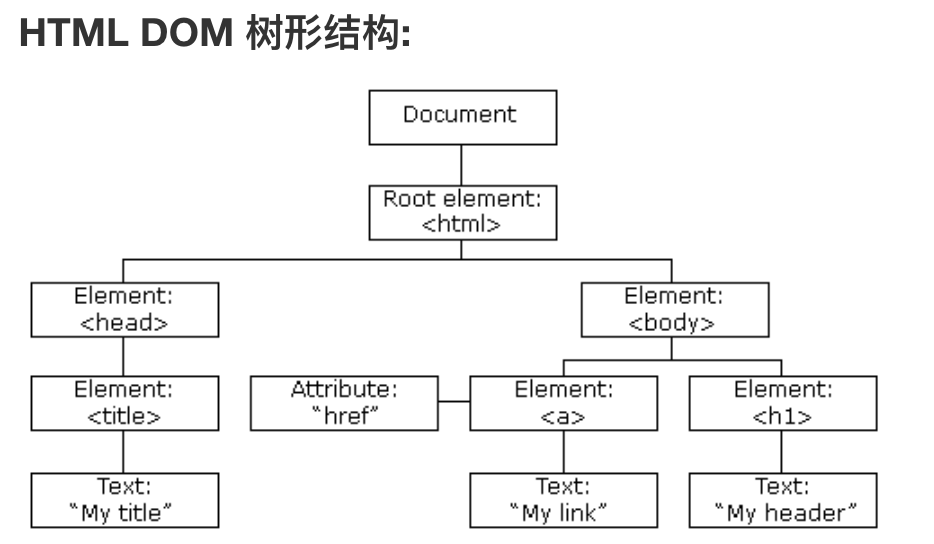 HTML DOM 树形结构:
Document
Root element:
<html>
Element:
<head>
Element:
<body>
Element:
<title>
Attribute:
“href”
Element:
<a>
Element:
<h1>
Text:
“My title”
Text:
“My link”
Text:
“My header”